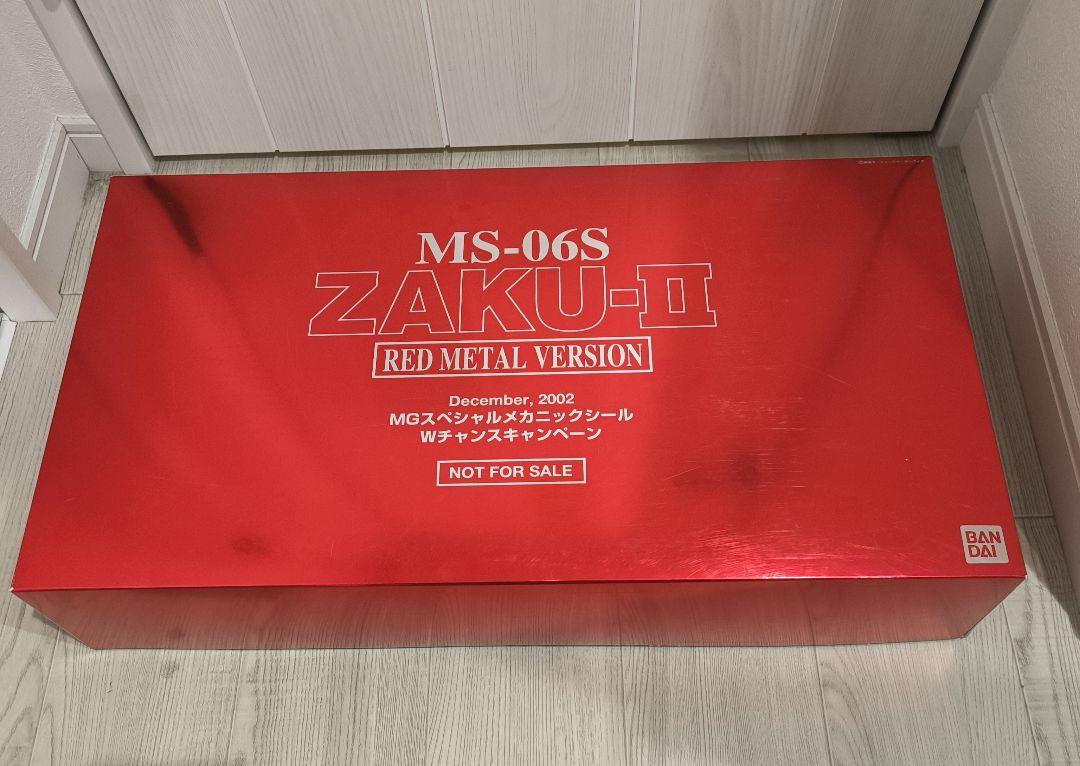 MS-06S
ZAKU-II
RED METAL VERSION
December, 2002
MGスペシャルメカニックシール
Wチャンスキャンペーン
NOT FOR SALE
BAN
DAI